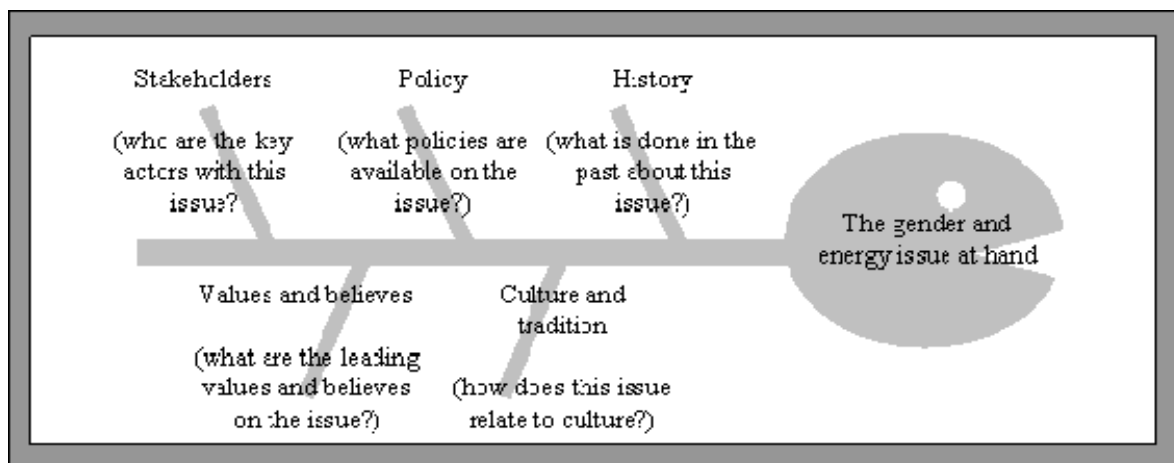 Stakeholders
(who are the key
actors with this
issue?
Policy
(what policies are
available on the
issue?)
History
(what is done in the
past about this
issue?)
The gender and
energy issue at hand
Values and believes
(what are the leading
values and believes
on the issue?)
Culture and
tradition
(how does this issue
relate to culture?)